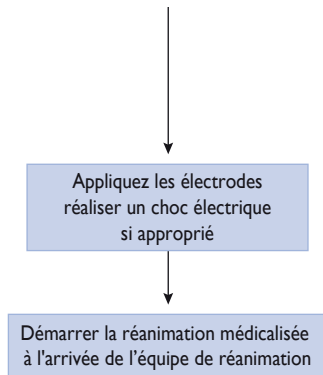 Appliquez les électrodes
réaliser un choc électrique
si approprié
Démarrer la réanimation médicalisée
à l'arrivée de l'équipe de réanimation